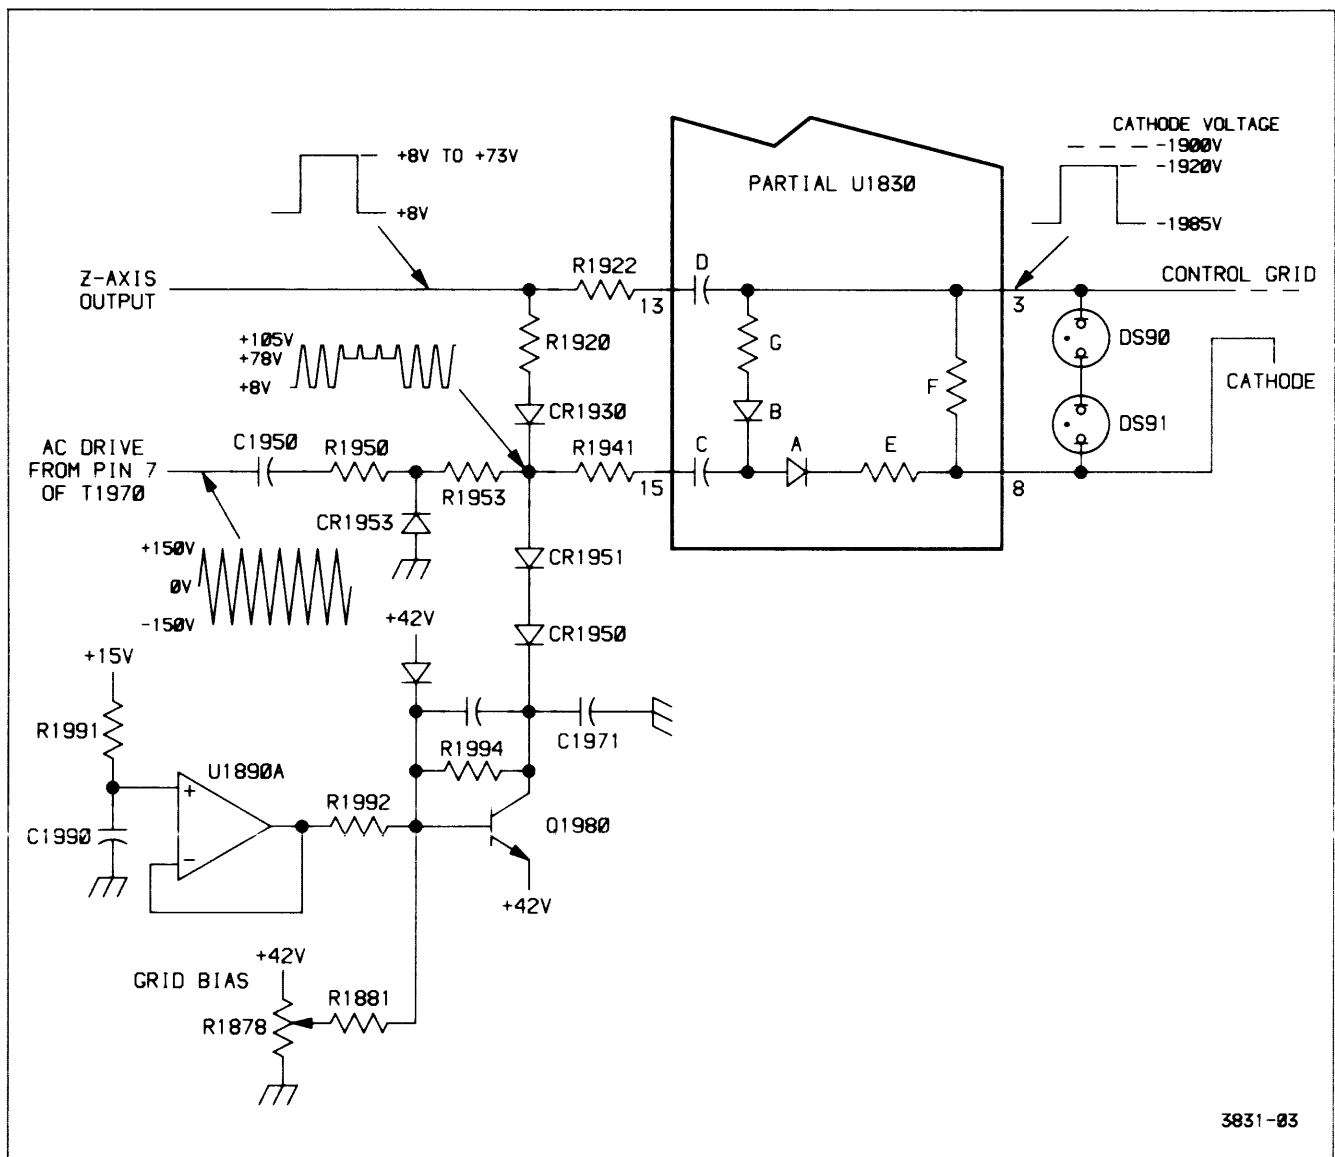 CATHODE VOLTAGE
-1900V
-1920V
-1985V
+8V TO +73V
+8V
PARTIAL U1830
Z-AXIS
OUTPUT
R1922
13
D
3
CONTROL GRID
+105V
+78V
+8V
R1920
G
F
DS90
CR1930
B
CATHODE
AC DRIVE
FROM PIN 7
OF T1970
C1950
R1950
R1953
R1941
15
C
A
E
8
DS91
CR1953
+150V
0V
-150V
CR1951
+42V
CR1950
+15V
R1991
C1971
R1994
U1890A
+
-
R1992
Q1980
C1990
+42V
+42V
GRID BIAS
R1881
R1878
3831-03